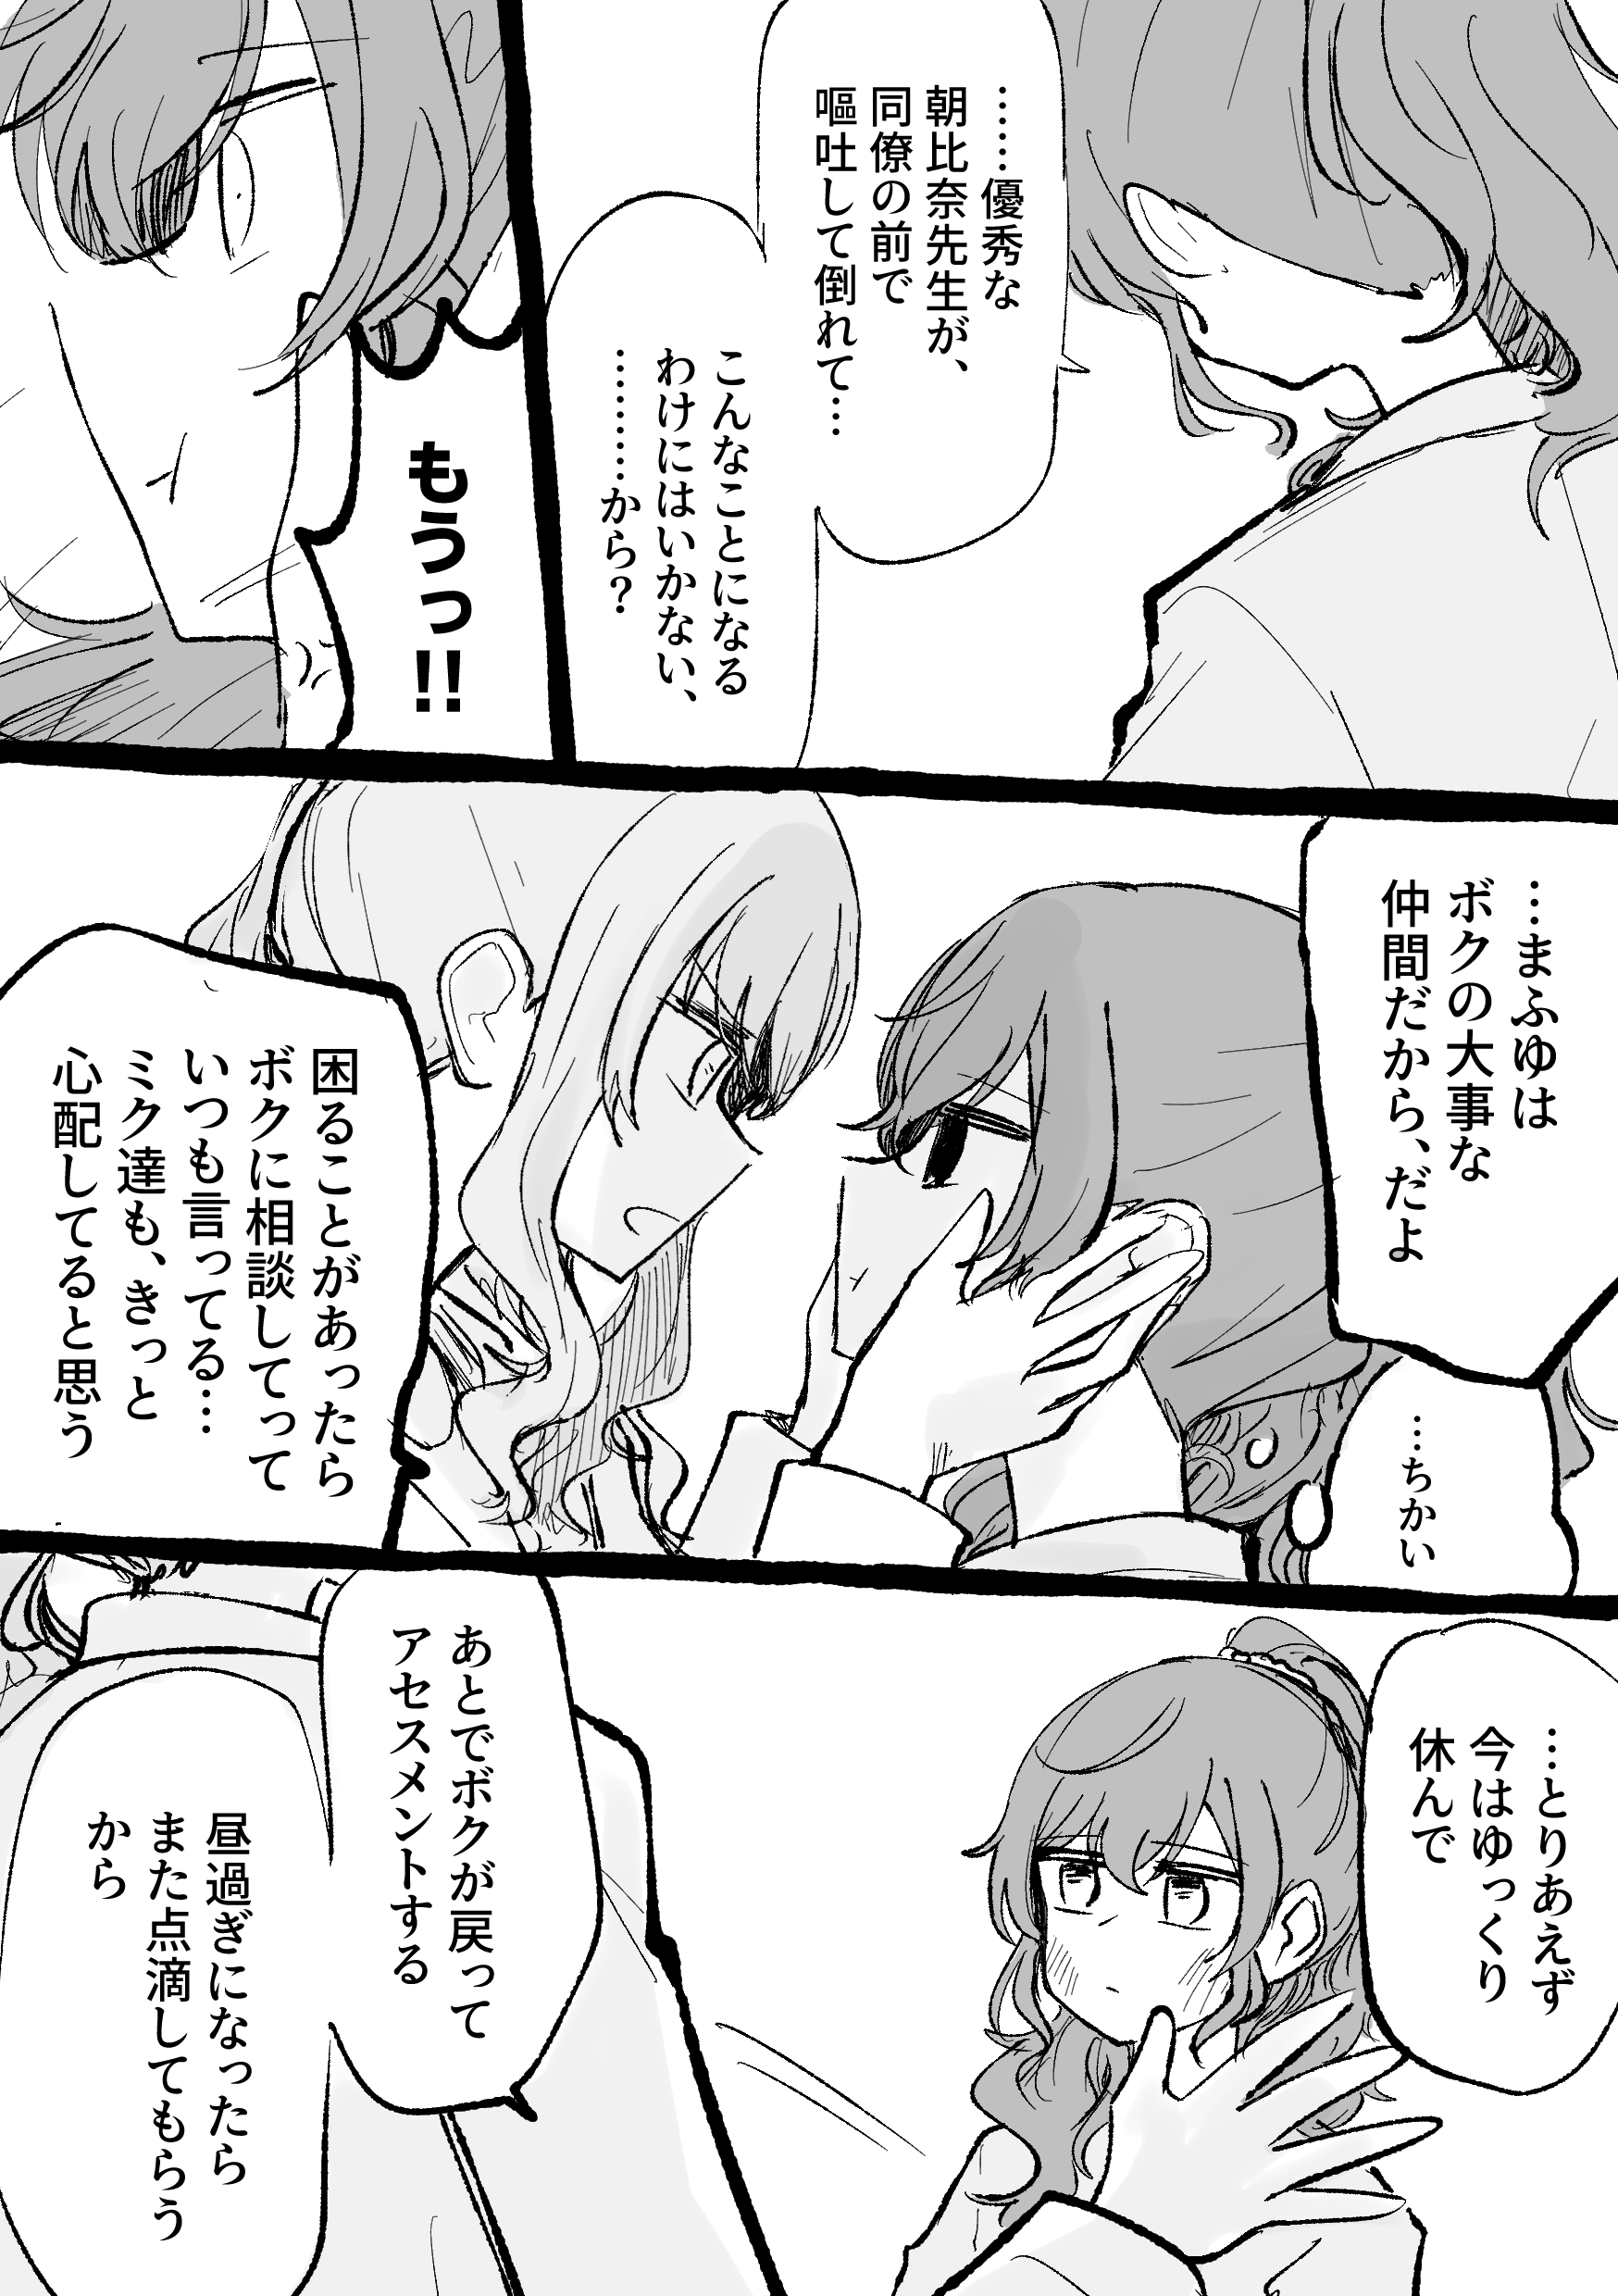 ……優秀な
朝比奈先生が、
同僚の前で
嘔吐して倒れて…
こんなことになる
わけにはいかない、
………から?
もうっ!!
…まふゆは
ボクの大事な
仲間だから、だよ
…ちかい
困ることがあったら
ボクに相談してって
いつも言ってる…
ミク達も、きっと
心配してると思う
…とりあえず
今はゆっくり
休んで
あとでボクが戻って
アセスメントする
昼過ぎになったら
また点滴してもらう
から